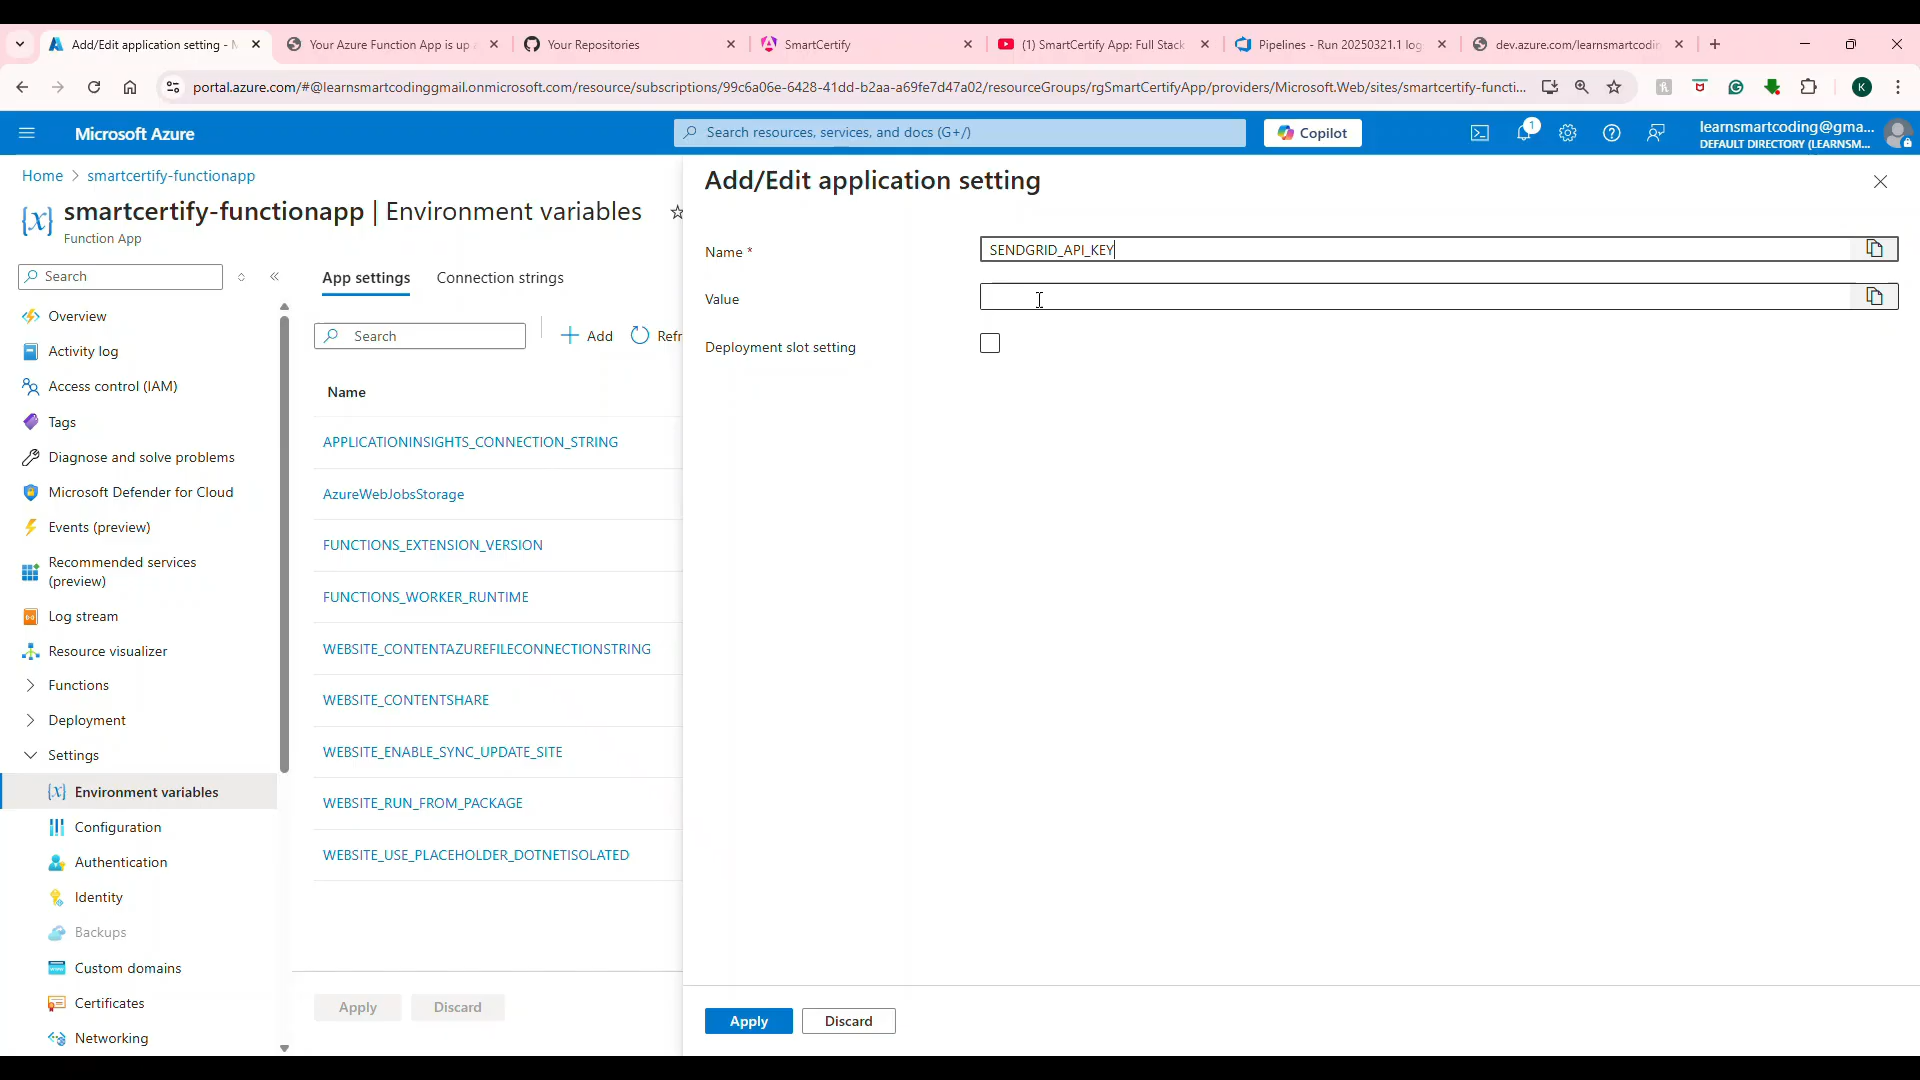 Add/Edit application setting - M
Your Azure Function App is up a
Your Repositories
SmartCertify
(1) SmartCertify App: Full Stack
Pipelines - Run 20250321.1 log
dev.azure.com/learnsmartcodin
portal.azure.com/#@learnsmartcodinggmail.onmicrosoft.com/resource/subscriptions/99c6a06e-6428-41dd-b2aa-a69fe7d47a02/resourceGroups/rgSmartCertifyApp/providers/Microsoft.Web/sites/smartcertify-functi...
K
Microsoft Azure
Search resources, services, and docs (G+/)
Copilot
1
learnsmartcoding@gma...
DEFAULT DIRECTORY (LEARNSM...
Home > smartcertify-functionapp
smartcertify-functionapp | Environment variables
Function App
Search
Overview
Activity log
Access control (IAM)
Tags
Diagnose and solve problems
Microsoft Defender for Cloud
Events (preview)
Recommended services
(preview)
Log stream
Resource visualizer
Functions
Deployment
Settings
Environment variables
Configuration
Authentication
Identity
Backups
Custom domains
Certificates
Networking
App settings
Connection strings
Search
Add
Refr
Name
APPLICATIONINSIGHTS_CONNECTION_STRING
AzureWebJobsStorage
FUNCTIONS_EXTENSION_VERSION
FUNCTIONS_WORKER_RUNTIME
WEBSITE_CONTENTAZUREFILECONNECTIONSTRING
WEBSITE_CONTENTSHARE
WEBSITE_ENABLE_SYNC_UPDATE_SITE
WEBSITE_RUN_FROM_PACKAGE
WEBSITE_USE_PLACEHOLDER_DOTNETISOLATED
Apply
Discard
Add/Edit application setting
Name *
SENDGRID_API_KEY
Value
Deployment slot setting
Apply
Discard